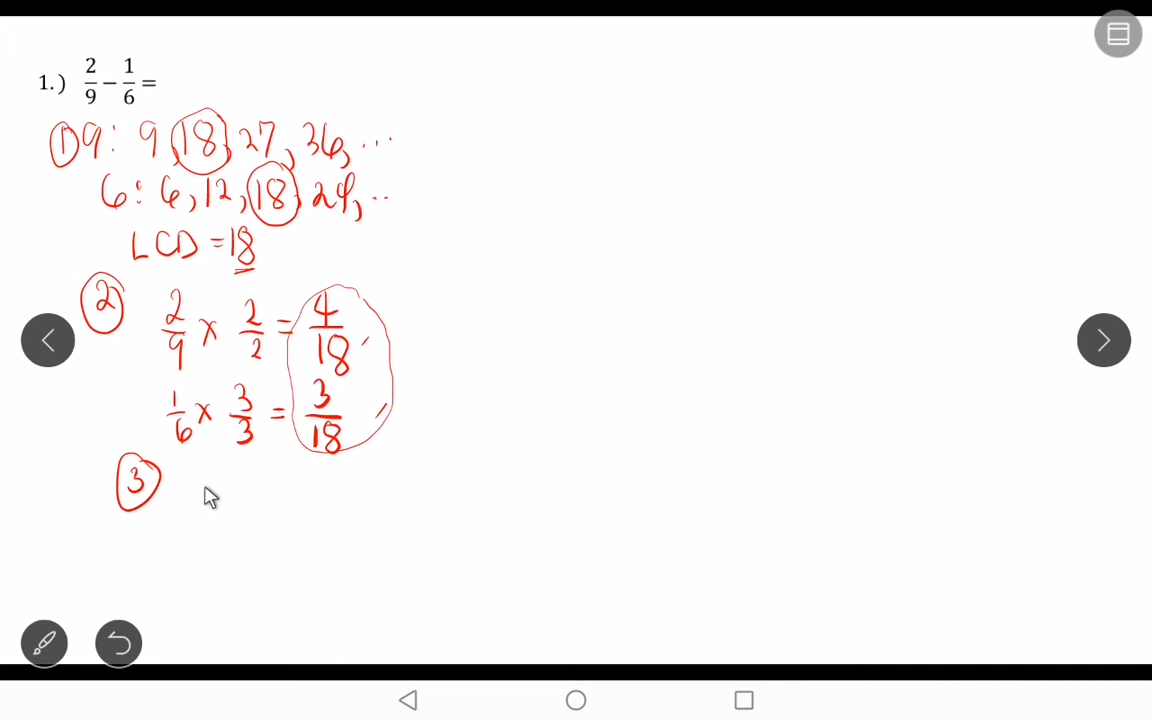 1.) 2/9 − 1/6 =
① 9: 9, 18, 27, 36, ...
6: 6, 12, 18, 24, ...
LCD = 18
② 2/9 x 2/2 = 4/18
1/6 x 3/3 = 3/18
③